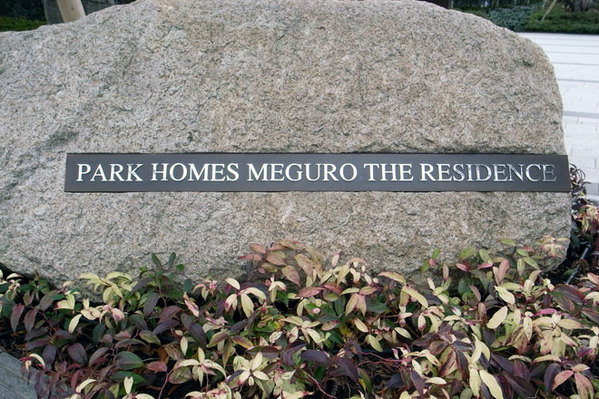 PARK HOMES MEGURO THE RESIDENCE